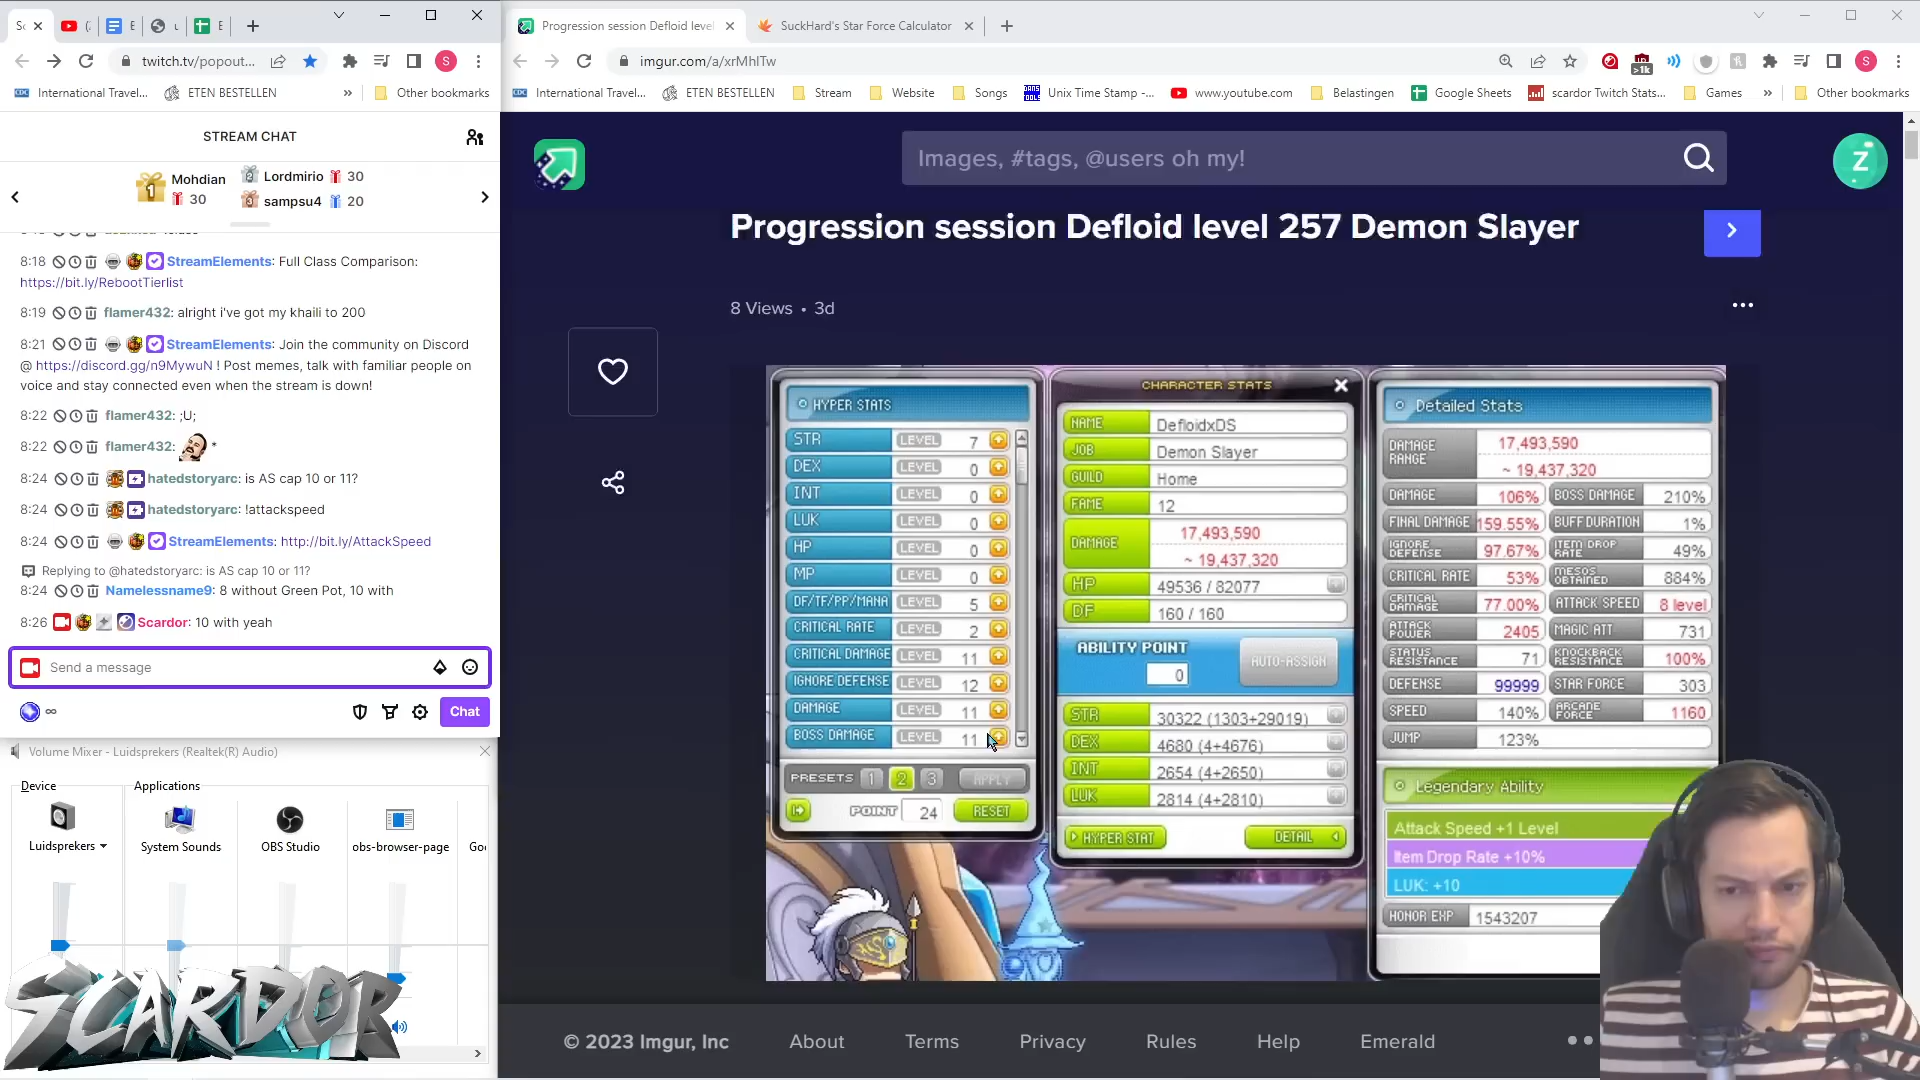 Sc
E
E
Progression session Defloid level
SuckHard's Star Force Calculator
twitch.tv/popout...
S
imgur.com/a/xrMhlTw
>1k
S
International Travel...
ETEN BESTELLEN
»
Other bookmarks
International Travel...
ETEN BESTELLEN
Stream
Website
Songs
Unix Time Stamp -...
www.youtube.com
Belastingen
Google Sheets
scardor Twitch Stats...
Games
»
Other bookmarks
STREAM CHAT
1 Mohdian 30
2 Lordmirio 30
3 sampsu4 20
8:18 StreamElements: Full Class Comparison:
https://bit.ly/RebootTierlist
8:19 flamer432: alright i've got my khaili to 200
8:21 StreamElements: Join the community on Discord
@ https://discord.gg/n9MywuN ! Post memes, talk with familiar people on
voice and stay connected even when the stream is down!
8:22 flamer432: ;U;
8:22 flamer432: *
8:24 hatedstoryarc: is AS cap 10 or 11?
8:24 hatedstoryarc: !attackspeed
8:24 StreamElements: http://bit.ly/AttackSpeed
Replying to @hatedstoryarc: is AS cap 10 or 11?
8:24 Namelessname9: 8 without Green Pot, 10 with
8:26 Scardor: 10 with yeah
Send a message
∞
Chat
Volume Mixer - Luidsprekers (Realtek(R) Audio)
Device
Applications
Luidsprekers
System Sounds
OBS Studio
obs-browser-page
Goo
SCARDOR
Images, #tags, @users oh my!
Z
Progression session Defloid level 257 Demon Slayer
8 Views • 3d
HYPER STATS
STR LEVEL 7
DEX LEVEL 0
INT LEVEL 0
LUK LEVEL 0
HP LEVEL 0
MP LEVEL 0
DF/TF/PP/MANA LEVEL 5
CRITICAL RATE LEVEL 2
CRITICAL DAMAGE LEVEL 11
IGNORE DEFENSE LEVEL 12
DAMAGE LEVEL 11
BOSS DAMAGE LEVEL 11
PRESETS 1 2 3 APPLY
POINT 24 RESET
CHARACTER STATS
NAME DefloidxDS
JOB Demon Slayer
GUILD Home
FAME 12
DAMAGE 17,493,590
~ 19,437,320
HP 49536 / 82077
DF 160 / 160
ABILITY POINT
0
AUTO-ASSIGN
STR 30322 (1303+29019)
DEX 4680 (4+4676)
INT 2654 (4+2650)
LUK 2814 (4+2810)
HYPER STAT DETAIL
Detailed Stats
DAMAGE RANGE 17,493,590
~ 19,437,320
DAMAGE 106% BOSS DAMAGE 210%
FINAL DAMAGE 159.55% BUFF DURATION 1%
IGNORE DEFENSE 97.67% ITEM DROP RATE 49%
CRITICAL RATE 53% MESOS OBTAINED 884%
CRITICAL DAMAGE 77.00% ATTACK SPEED 8 level
ATTACK POWER 2405 MAGIC ATT 731
STATUS RESISTANCE 71 KNOCKBACK RESISTANCE 100%
DEFENSE 99999 STAR FORCE 303
SPEED 140% ARCANE FORCE 1160
JUMP 123%
Legendary Ability
Attack Speed +1 Level
Item Drop Rate +10%
LUK: +10
HONOR EXP 1543207
© 2023 Imgur, Inc
About
Terms
Privacy
Rules
Help
Emerald